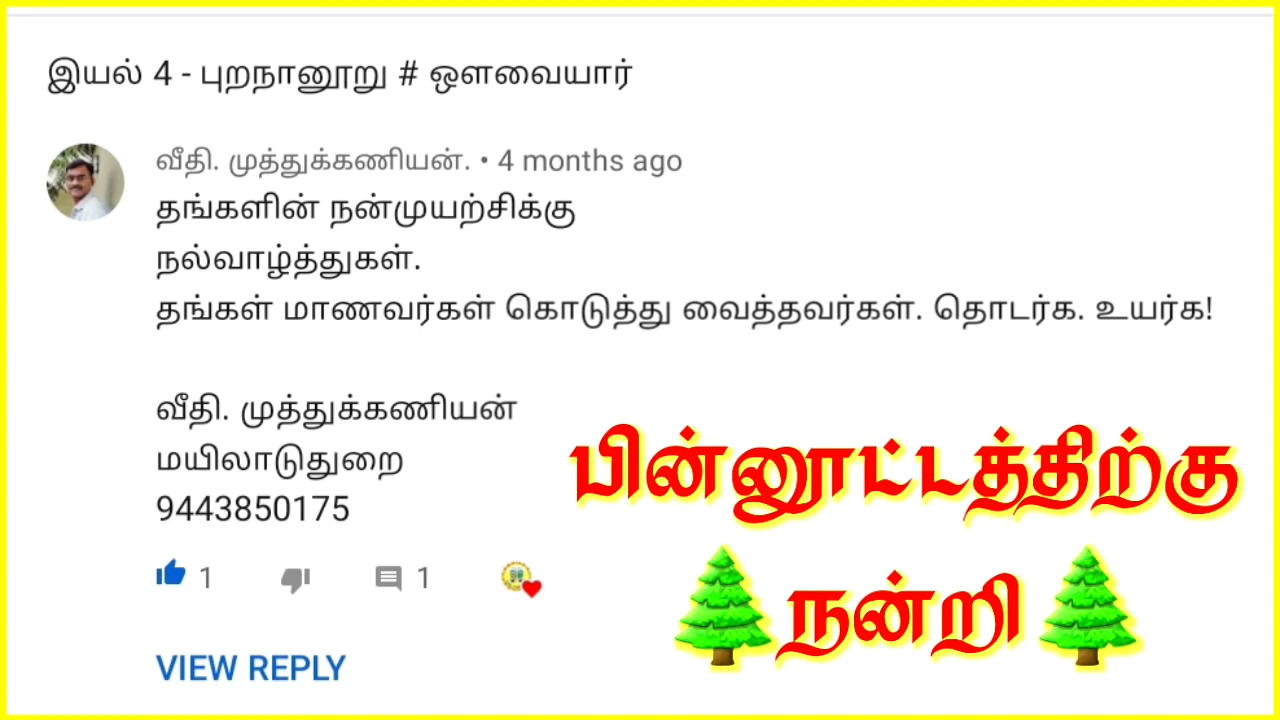 இயல் 4 - புறநானூறு # ஔவையார்
வீதி. முத்துக்கணியன். • 4 months ago
தங்களின் நன்முயற்சிக்கு
நல்வாழ்த்துகள்.
தங்கள் மாணவர்கள் கொடுத்து வைத்தவர்கள். தொடர்க. உயர்க!
வீதி. முத்துக்கணியன்
மயிலாடுதுறை
9443850175
பின்னூட்டத்திற்கு
நன்றி
1 1
VIEW REPLY